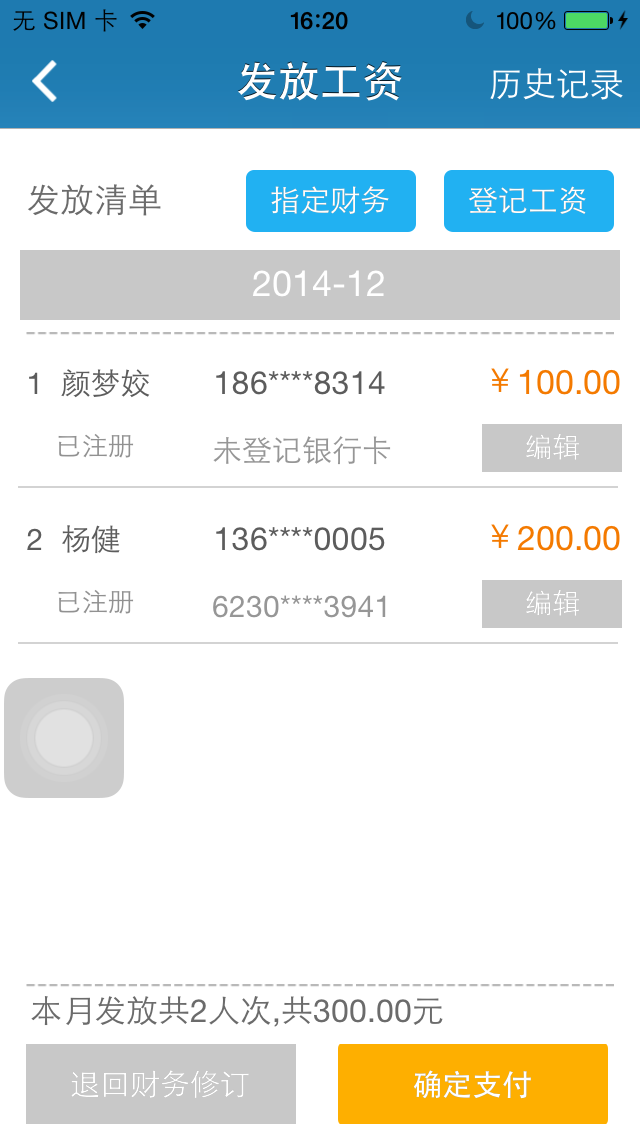 无 SIM 卡 16:20 100%
发放工资 历史记录
发放清单 指定财务 登记工资
2014-12
1 颜梦姣 186****8314 ¥100.00
已注册 未登记银行卡 编辑
2 杨健 136****0005 ¥200.00
已注册 6230****3941 编辑
本月发放共2人次,共300.00元
退回财务修订 确定支付